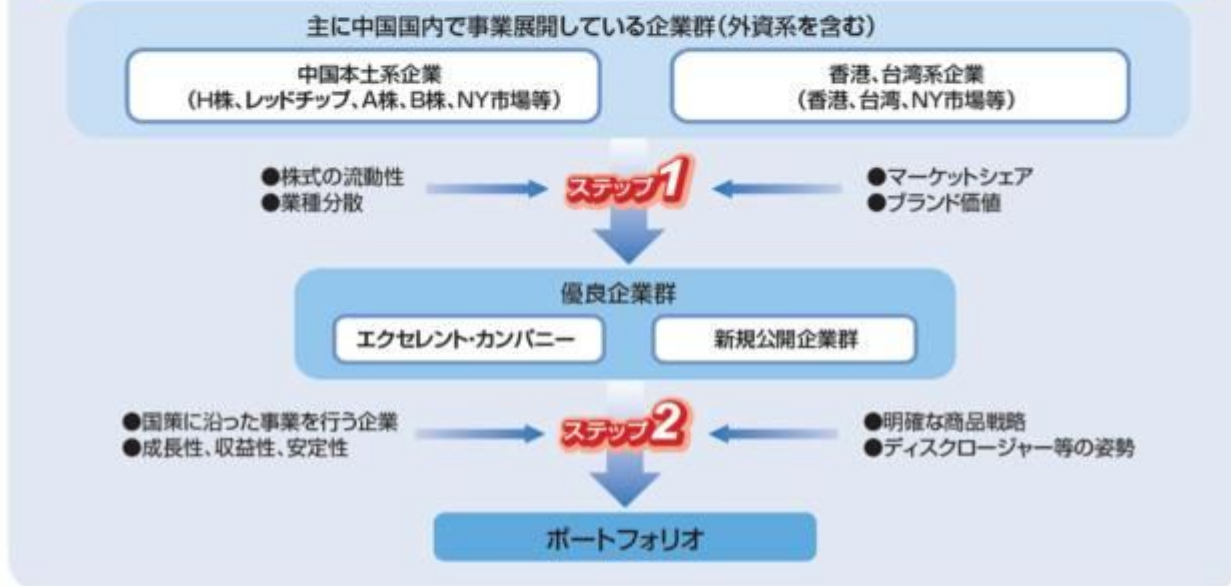 主に中国国内で事業展開している企業群(外資系を含む)
中国本土系企業
(H株、レッドチップ、A株、B株、NY市場等)
香港、台湾系企業
(香港、台湾、NY市場等)
●株式の流動性
●業種分散
ステップ1
●マーケットシェア
●ブランド価値
優良企業群
エクセレント・カンパニー
新規公開企業群
●国策に沿った事業を行う企業
●成長性、収益性、安定性
ステップ2
●明確な商品戦略
●ディスクロージャー等の姿勢
ポートフォリオ